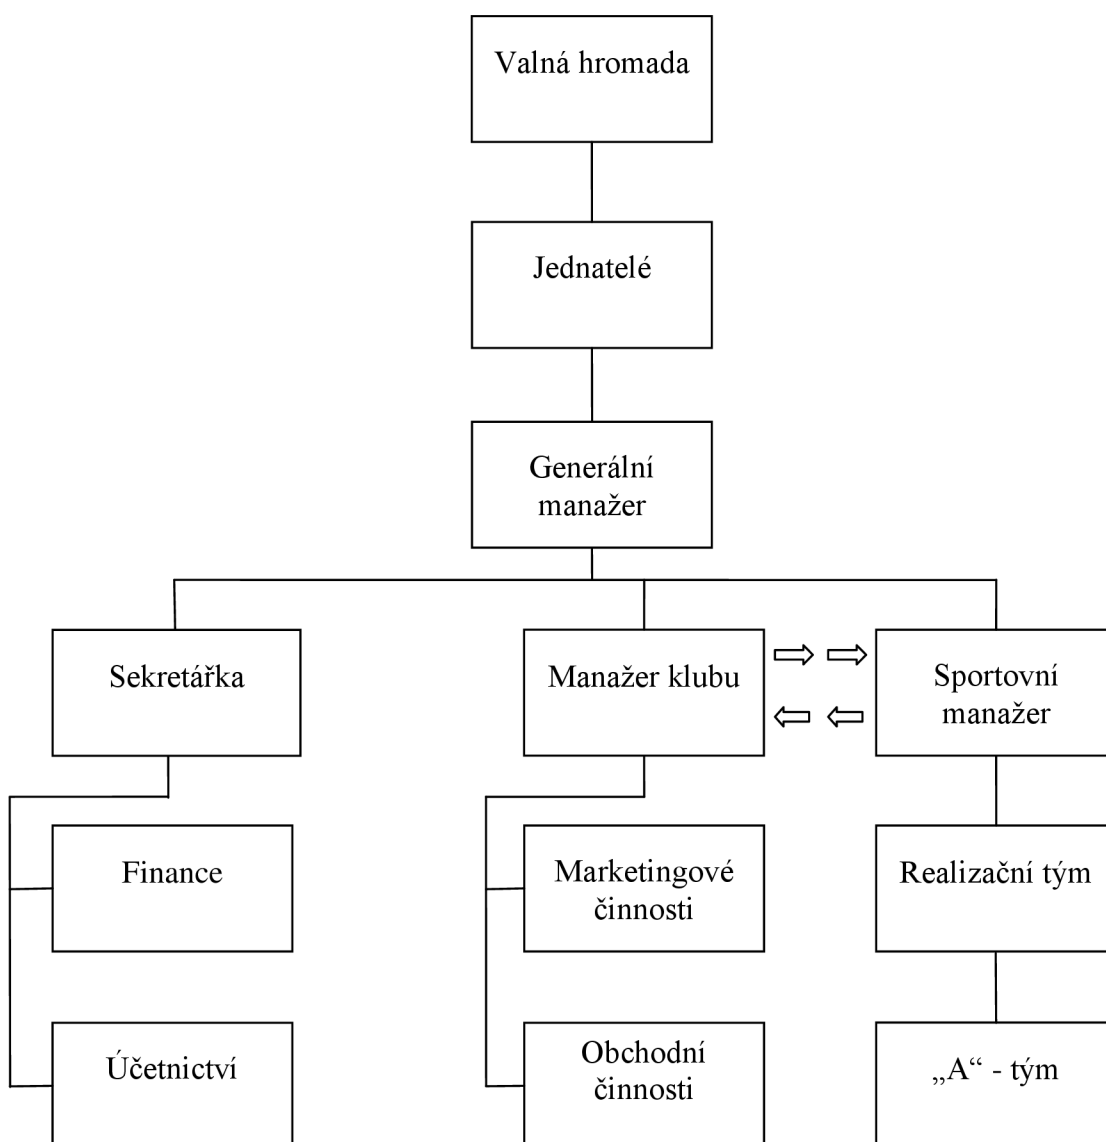 Valná hromada
Jednatelé
Generální
manažer
Sekretářka
Manažer klubu
Sportovní
manažer
Finance
Marketingové
činnosti
Realizační tým
Účetnictví
Obchodní
činnosti
„A“ - tým